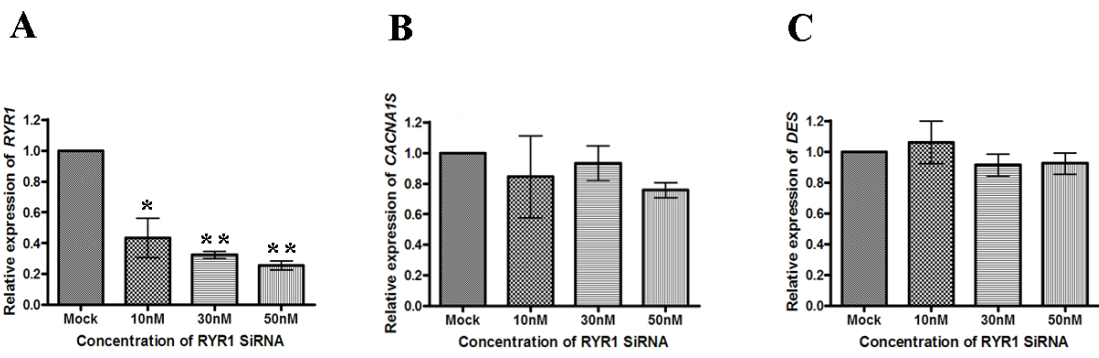 A
B
C
Relative expression of RYR1
1.2
1.0
0.8
0.6
0.4
0.2
0.0
*
**
**
Mock 10nM 30nM 50nM
Concentration of RYR1 SiRNA
Relative expression of CACNA1S
1.2
1.0
0.8
0.6
0.4
0.2
0.0
Mock 10nM 30nM 50nM
Concentration of RYR1 SiRNA
Relative expression of DES
1.2
1.0
0.8
0.6
0.4
0.2
0.0
Mock 10nM 30nM 50nM
Concentration of RYR1 SiRNA